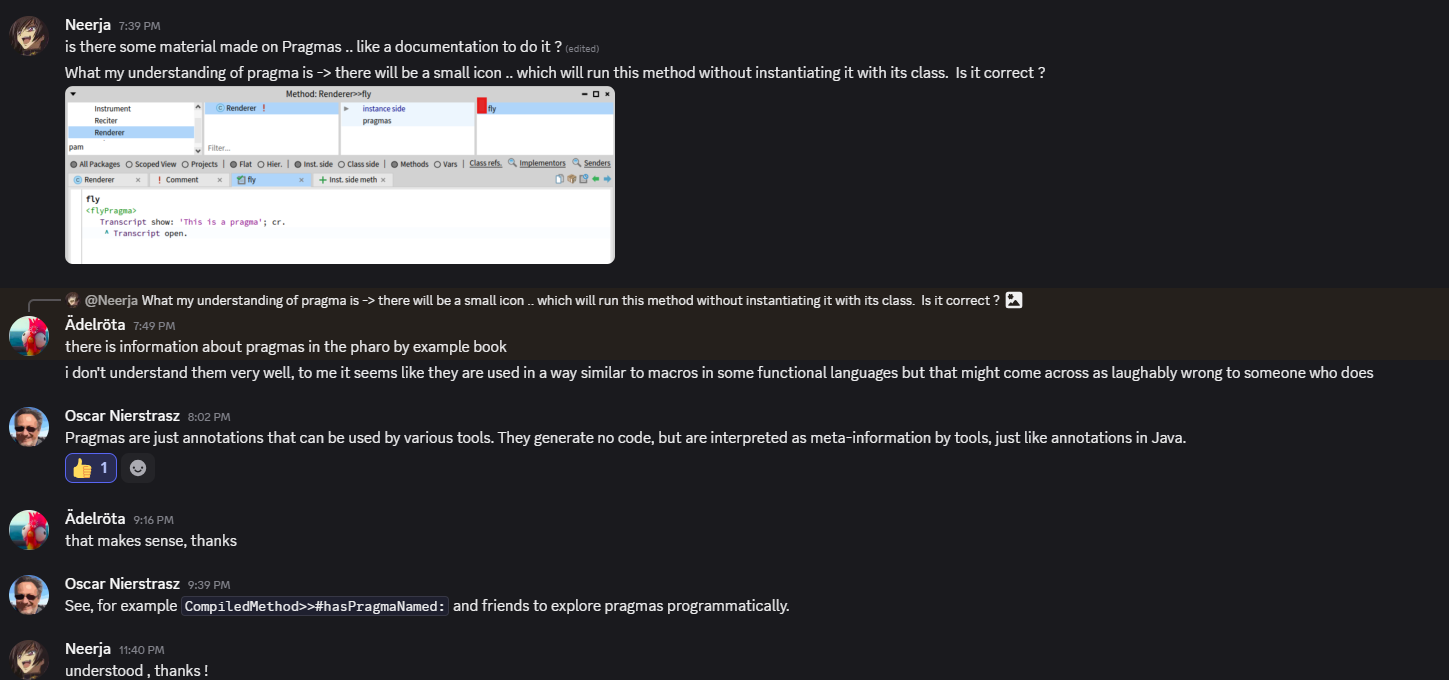 Neerja 7:39 PM
is there some material made on Pragmas .. like a documentation to do it ? (edited)
What my understanding of pragma is -> there will be a small icon .. which will run this method without instantiating it with its class.  Is it correct ?
Method: Renderer>>fly
Instrument
Reciter
Renderer
pam
Renderer !
Filter...
instance side
pragmas
fly
All Packages Scoped View Projects | Flat Hier. | Inst. side Class side | Methods Vars | Class refs. Implementors Senders
Renderer × ! Comment × fly × + Inst. side meth ×
fly
<flyPragma>
Transcript show: 'This is a pragma'; cr.
^ Transcript open.
@Neerja What my understanding of pragma is -> there will be a small icon .. which will run this method without instantiating it with its class.  Is it correct ?
Ädelröta 7:49 PM
there is information about pragmas in the pharo by example book
i don't understand them very well, to me it seems like they are used in a way similar to macros in some functional languages but that might come across as laughably wrong to someone who does
Oscar Nierstrasz 8:02 PM
Pragmas are just annotations that can be used by various tools. They generate no code, but are interpreted as meta-information by tools, just like annotations in Java.
👍 1
Ädelröta 9:16 PM
that makes sense, thanks
Oscar Nierstrasz 9:39 PM
See, for example CompiledMethod>>#hasPragmaNamed: and friends to explore pragmas programmatically.
Neerja 11:40 PM
understood , thanks !